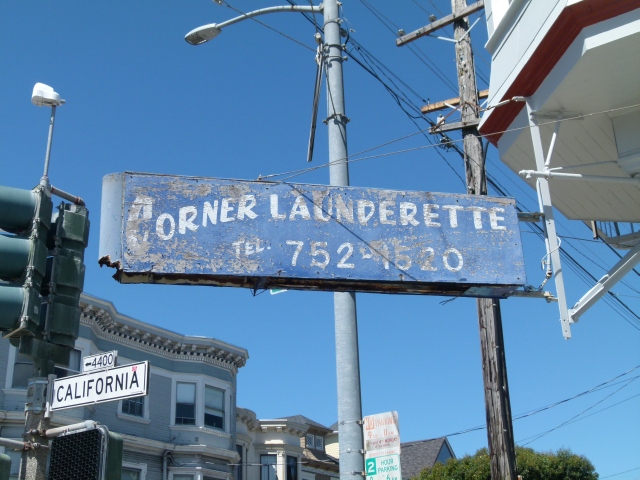 CORNER LAUNDERETTE
TEL. 752-1520
4400
CALIFORNIA
2 HOUR
PARKING